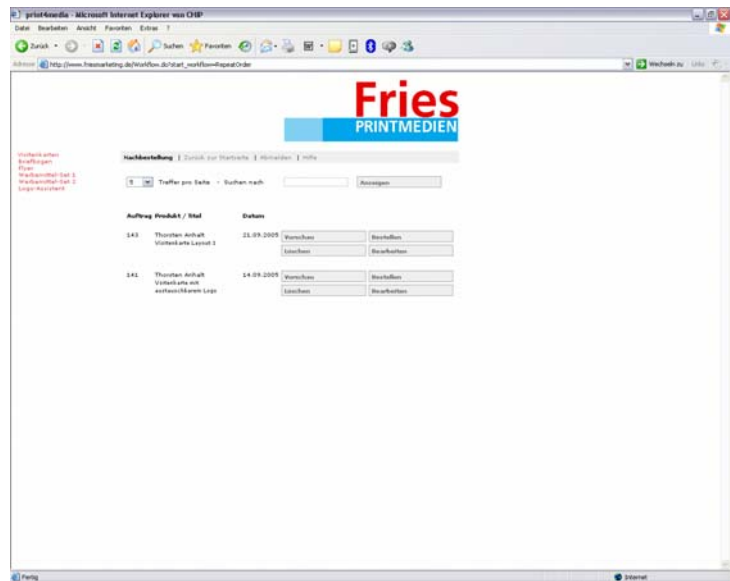 print4media - Microsoft Internet Explorer von CHIP
Datei Bearbeiten Ansicht Favoriten Extras ?
Zurück Suchen Favoriten
Adresse http://www.friesmarketing.de/Workflow.do?start_workflow=RepeatOrder Wechseln zu Links
Fries
PRINTMEDIEN
Visitenkarten
Briefbogen
Flyer
Werbemittel-Set 1
Werbemittel-Set 2
Logo-Assistent
Nachbestellung | Zurück zur Startseite | Abmelden | Hilfe
5 Treffer pro Seite - Suchen nach Anzeigen
Auftrag Produkt / Titel Datum
143 Thorsten Anhalt 21.09.2005 Vorschau Bestellen
Visitenkarte Layout 1
Löschen Bearbeiten
141 Thorsten Anhalt 14.09.2005 Vorschau Bestellen
Visitenkarte mit
austauschbarem Logo
Löschen Bearbeiten
Fertig Internet